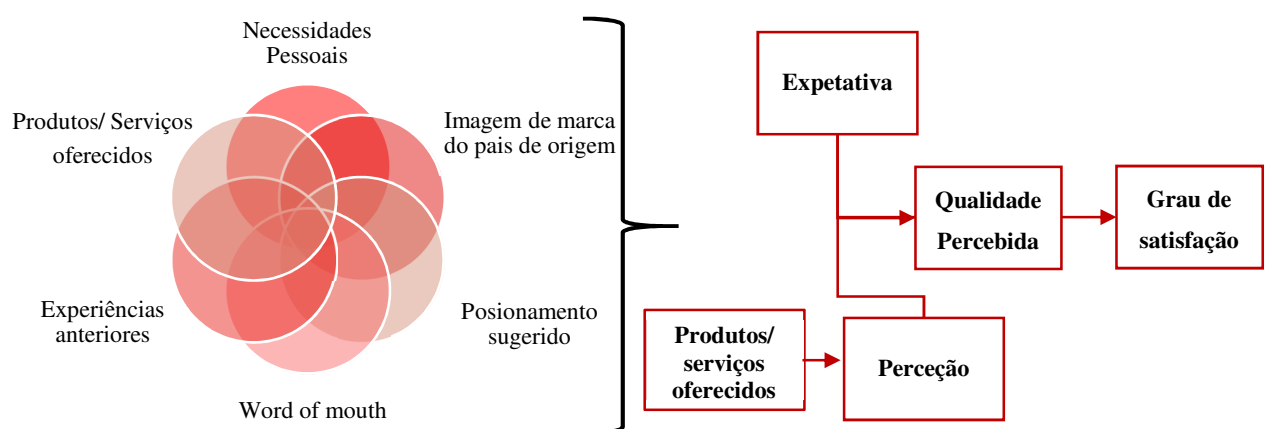 Necessidades
Pessoais
Produtos/ Serviços
oferecidos
Imagem de marca
do pais de origem
Experiências
anteriores
Posionamento
sugerido
Word of mouth
Expetativa
Qualidade
Percebida
Grau de
satisfação
Produtos/
serviços
oferecidos
Perceção